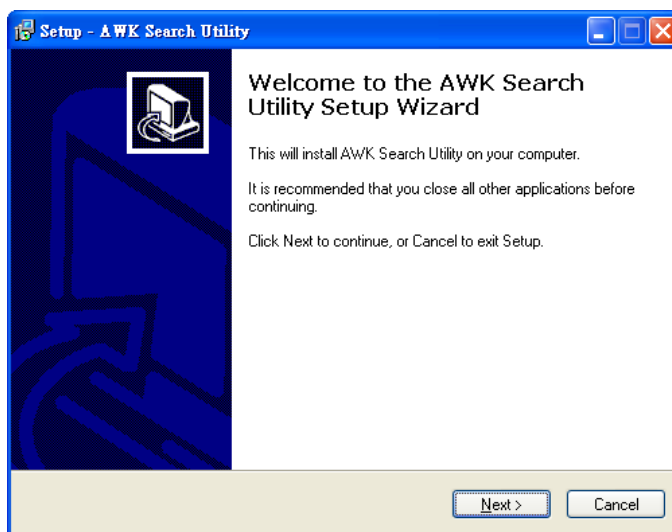 Setup - AWK Search Utility
Welcome to the AWK Search
Utility Setup Wizard
This will install AWK Search Utility on your computer.
It is recommended that you close all other applications before
continuing.
Click Next to continue, or Cancel to exit Setup.
Next >
Cancel